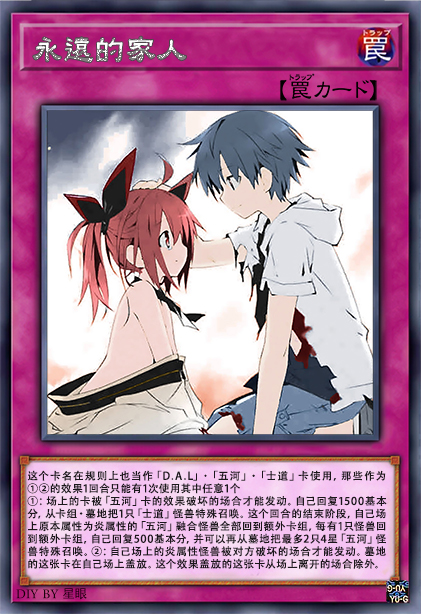 永遠的家人
トラップ
罠
トラップ
【罠カード】
这个卡名在规则上也当作「D.A.L」·「五河」·「士道」卡使用，那些作为
①②的效果1回合只能有1次使用其中任意1个
①：场上的卡被「五河」卡的效果破坏的场合才能发动。自己回复1500基本
分，从卡组·墓地把1只「士道」怪兽特殊召唤。这个回合的结束阶段，自己场
上原本属性为炎属性的「五河」融合怪兽全部回到额外卡组，每有1只怪兽回
到额外卡组，自己回复500基本分，并可以再从墓地把最多2只4星「五河」怪
兽特殊召唤。②：自己场上的炎属性怪兽被对方破坏的场合才能发动。墓地
的这张卡在自己场上盖放。这个效果盖放的这张卡从场上离开的场合除外。
DIY BY 星眼